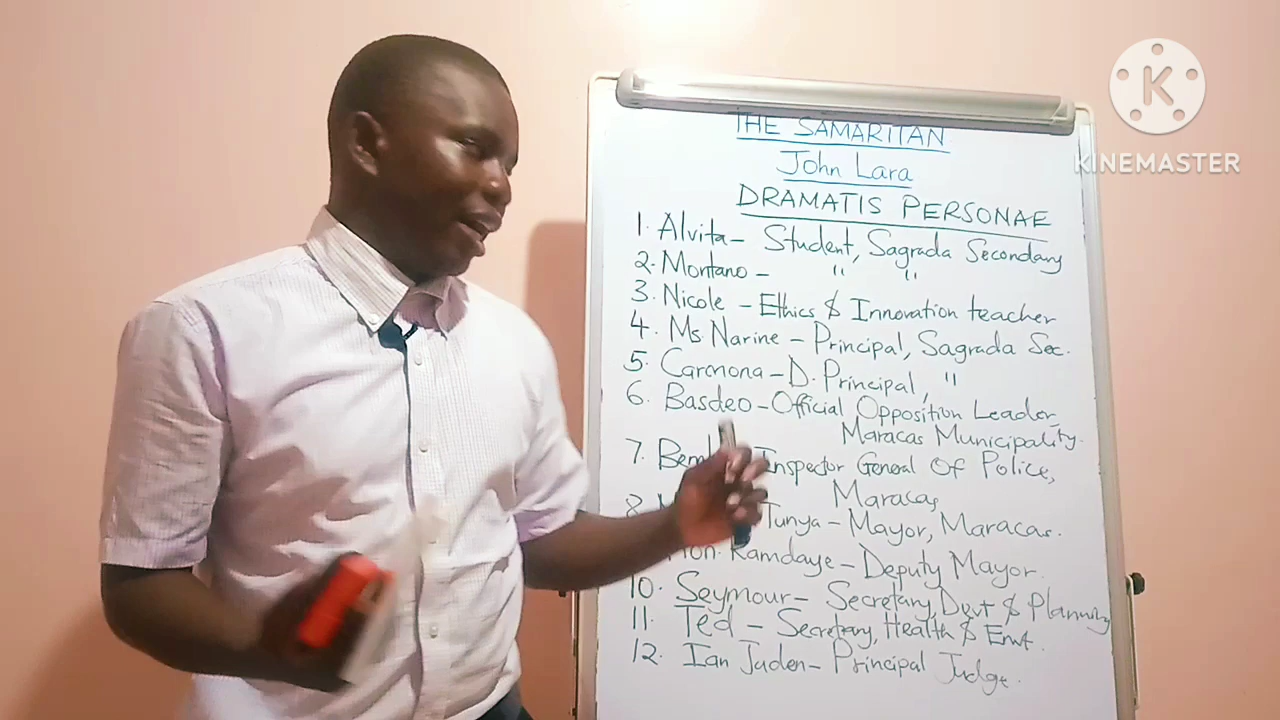 THE SAMARITAN
John Lara
DRAMATIS PERSONAE
1. Alvita - Student, Sagrada Secondary
2. Montano - " "
3. Nicole - Ethics & Innovation teacher
4. Ms Narine - Principal, Sagrada Sec.
5. Carmona - D. Principal, "
6. Basdeo - Official Opposition Leader,
Maracas Municipality.
7. Inspector General Of Police,
Maracas,
8. Tunya - Mayor, Maracas.
Hon. Ramdaye - Deputy Mayor.
10. Seymour - Secretary, Dvvt & Planning
11. Ted - Secretary, Health & Envt.
12. Ian Jaden - Principal Judge.
K
KINEMASTER